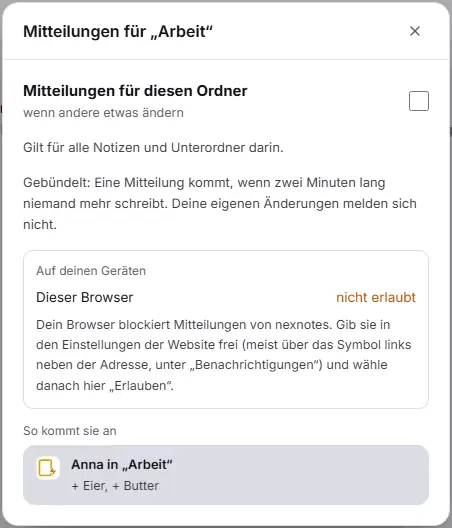 Mitteilungen für „Arbeit“
Mitteilungen für diesen Ordner
wenn andere etwas ändern
Gilt für alle Notizen und Unterordner darin.
Gebündelt: Eine Mitteilung kommt, wenn zwei Minuten lang
niemand mehr schreibt. Deine eigenen Änderungen melden sich
nicht.
Auf deinen Geräten
Dieser Browser
nicht erlaubt
Dein Browser blockiert Mitteilungen von nexnotes. Gib sie in
den Einstellungen der Website frei (meist über das Symbol links
neben der Adresse, unter „Benachrichtigungen“) und wähle
danach hier „Erlauben“.
So kommt sie an
Anna in „Arbeit“
+ Eier, + Butter